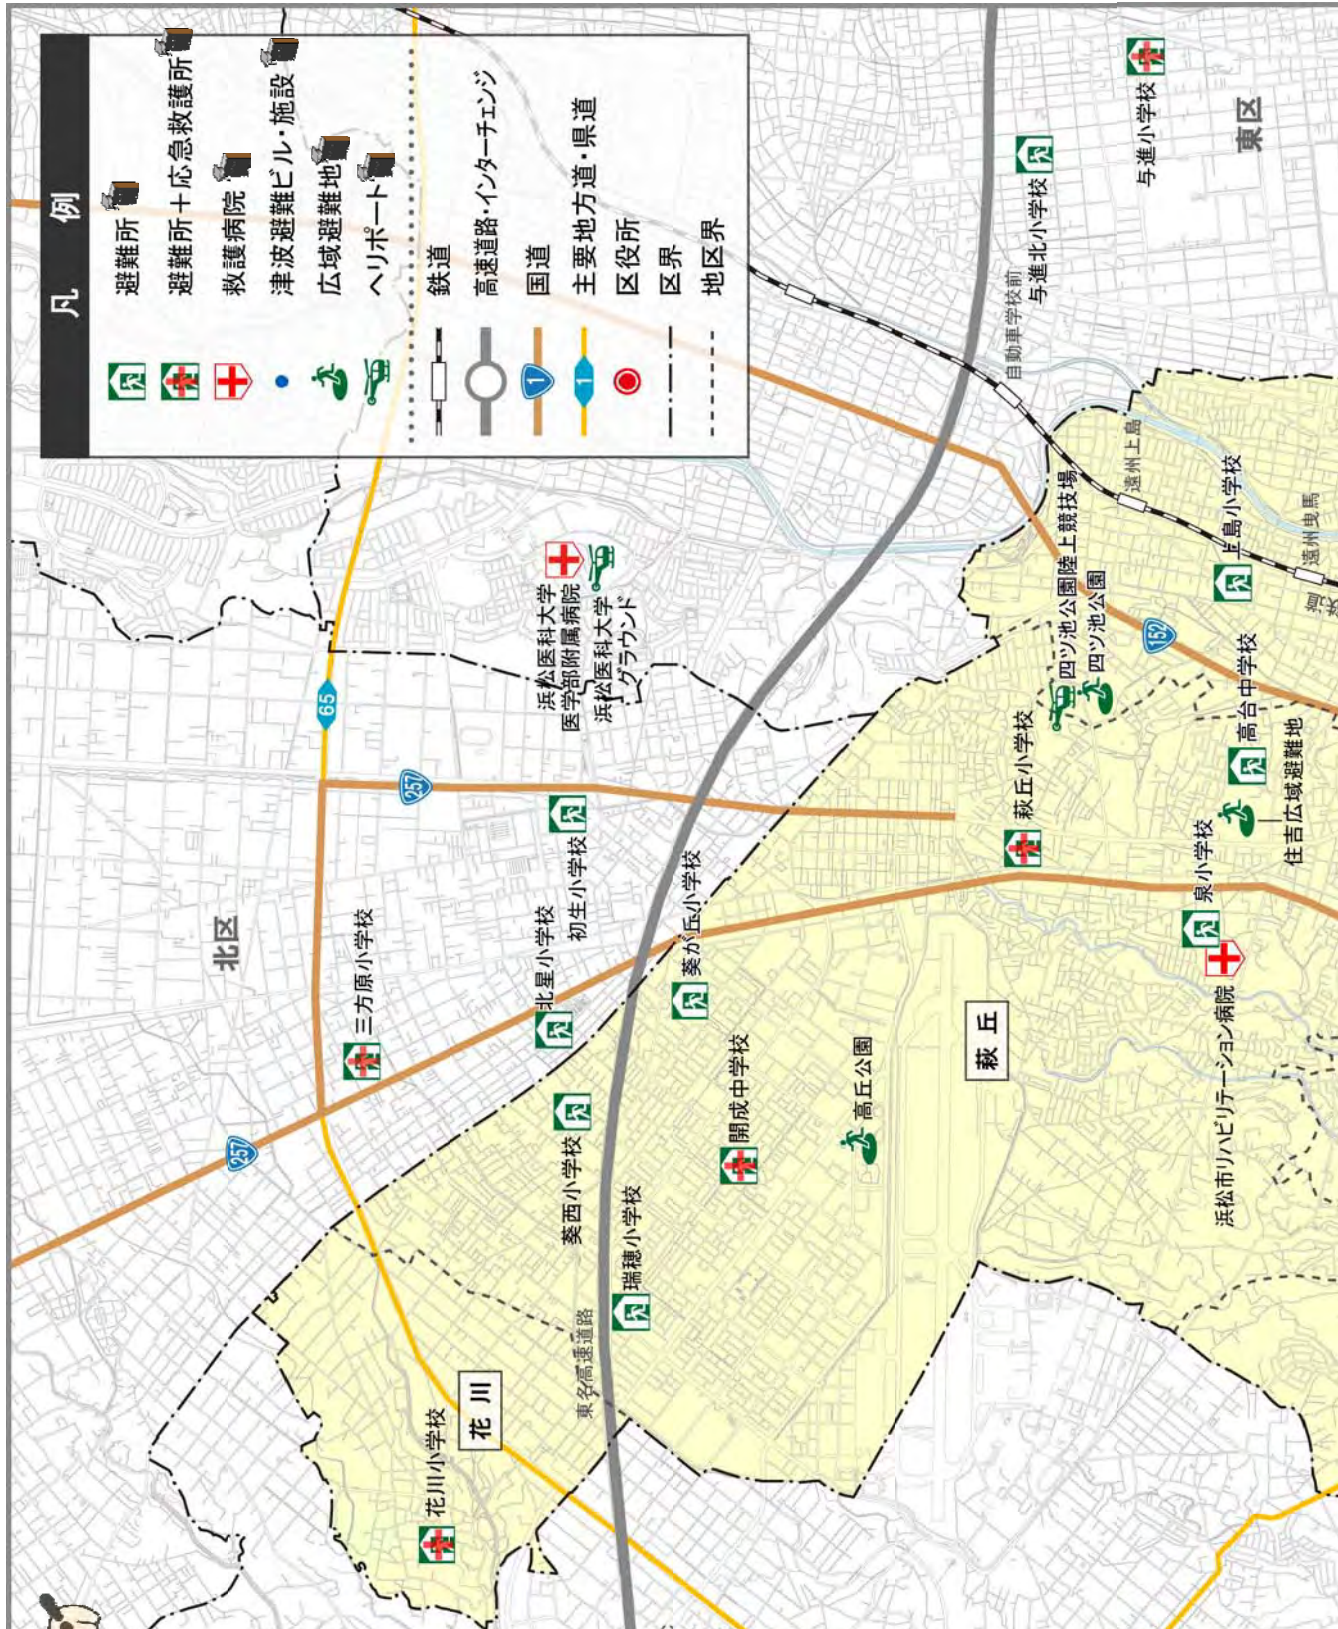 凡例
避難所
避難所＋応急救護所
救護病院
津波避難ビル・施設
広域避難地
ヘリポート
鉄道
高速道路・インターチェンジ
1
国道
1
主要地方道・県道
区役所
区界
地区界
花川小学校
花川
257
三方原小学校
北区
65
257
北星小学校
初生小学校
葵西小学校
東名高速道路
瑞穂小学校
葵が丘小学校
開成中学校
高丘公園
浜松医科大学
医学部附属病院
浜松医科大学
グラウンド
萩丘
萩丘小学校
四ツ池公園陸上競技場
四ツ池公園
152
高台中学校
住吉広域避難地
泉小学校
浜松市リハビリテーション病院
上島小学校
遠州上島
遠州曳馬
自動車学校前
与進北小学校
与進小学校
東区